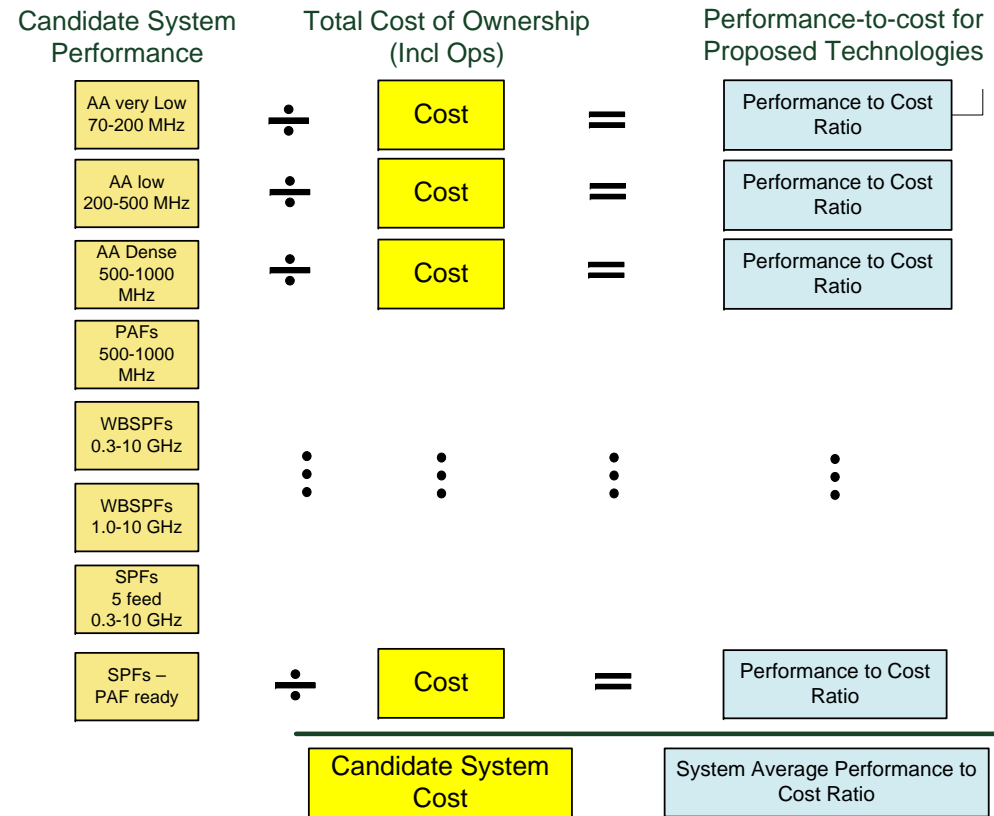 Candidate System
Performance
Total Cost of Ownership
(Incl Ops)
Performance-to-cost for
Proposed Technologies
AA very Low
70-200 MHz
÷
Cost
=
Performance to Cost
Ratio
AA low
200-500 MHz
÷
Cost
=
Performance to Cost
Ratio
AA Dense
500-1000
MHz
÷
Cost
=
Performance to Cost
Ratio
PAFs
500-1000
MHz
WBSPFs
0.3-10 GHz
WBSPFs
1.0-10 GHz
SPFs
5 feed
0.3-10 GHz
SPFs –
PAF ready
÷
Cost
=
Performance to Cost
Ratio
Candidate System
Cost
System Average Performance to
Cost Ratio